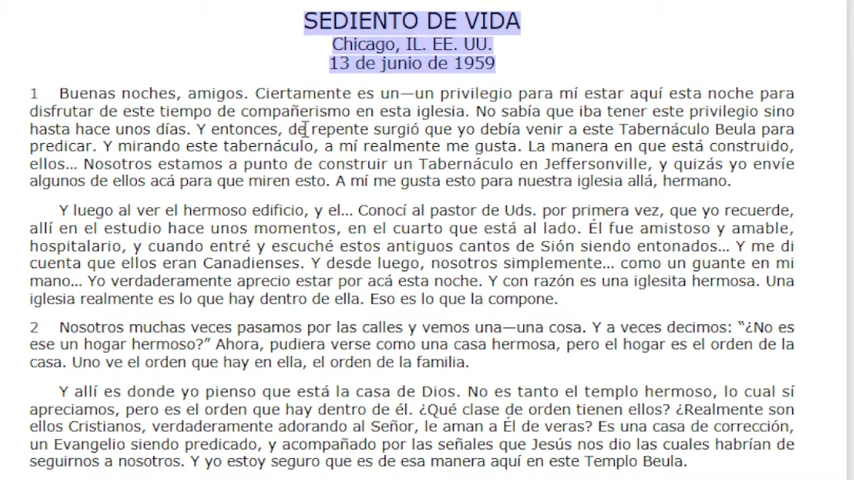 SEDIENTO DE VIDA
Chicago, IL. EE. UU.
13 de junio de 1959
1 Buenas noches, amigos. Ciertamente es un—un privilegio para mí estar aquí esta noche para
disfrutar de este tiempo de compañerismo en esta iglesia. No sabía que iba tener este privilegio sino
hasta hace unos días. Y entonces, de repente surgió que yo debía venir a este Tabernáculo Beula para
predicar. Y mirando este tabernáculo, a mí realmente me gusta. La manera en que está construido,
ellos... Nosotros estamos a punto de construir un Tabernáculo en Jeffersonville, y quizás yo envíe
algunos de ellos acá para que miren esto. A mí me gusta esto para nuestra iglesia allá, hermano.
Y luego al ver el hermoso edificio, y el... Conocí al pastor de Uds. por primera vez, que yo recuerde,
allí en el estudio hace unos momentos, en el cuarto que está al lado. Él fue amistoso y amable,
hospitalario, y cuando entré y escuché estos antiguos cantos de Sión siendo entonados... Y me di
cuenta que ellos eran Canadienses. Y desde luego, nosotros simplemente... como un guante en mi
mano... Yo verdaderamente aprecio estar por acá esta noche. Y con razón es una iglesita hermosa. Una
iglesia realmente es lo que hay dentro de ella. Eso es lo que la compone.
2 Nosotros muchas veces pasamos por las calles y vemos una—una cosa. Y a veces decimos: “¿No es
ese un hogar hermoso?” Ahora, pudiera verse como una casa hermosa, pero el hogar es el orden de la
casa. Uno ve el orden que hay en ella, el orden de la familia.
Y allí es donde yo pienso que está la casa de Dios. No es tanto el templo hermoso, lo cual sí
apreciamos, pero es el orden que hay dentro de él. ¿Qué clase de orden tienen ellos? ¿Realmente son
ellos Cristianos, verdaderamente adorando al Señor, le aman a Él de veras? Es una casa de corrección,
un Evangelio siendo predicado, y acompañado por las señales que Jesús nos dio las cuales habrían de
seguirnos a nosotros. Y yo estoy seguro que es de esa manera aquí en este Templo Beula.